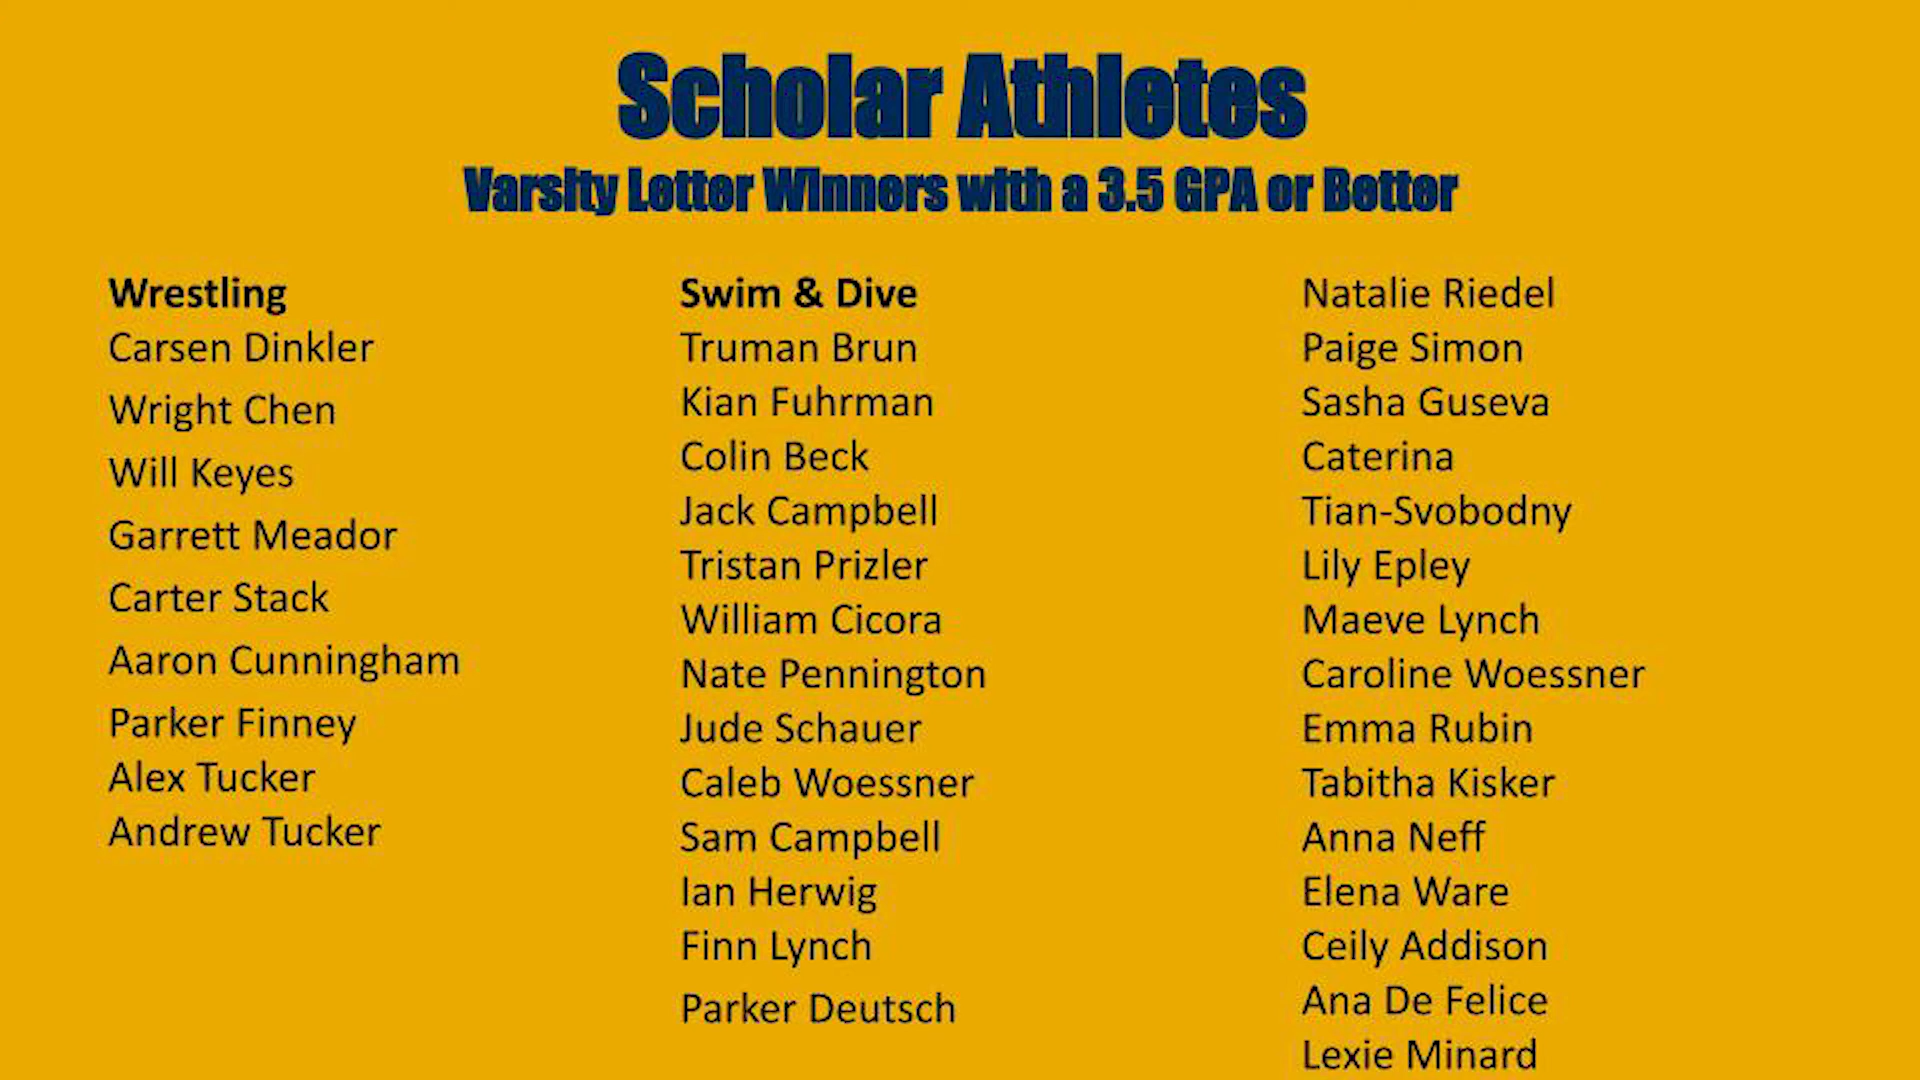 Scholar Athletes
Varsity Letter Winners with a 3.5 GPA or Better
Wrestling
Carsen Dinkler
Wright Chen
Will Keyes
Garrett Meador
Carter Stack
Aaron Cunningham
Parker Finney
Alex Tucker
Andrew Tucker
Swim & Dive
Truman Brun
Kian Fuhrman
Colin Beck
Jack Campbell
Tristan Prizler
William Cicora
Nate Pennington
Jude Schauer
Caleb Woessner
Sam Campbell
Ian Herwig
Finn Lynch
Parker Deutsch
Natalie Riedel
Paige Simon
Sasha Guseva
Caterina
Tian-Svobodny
Lily Epley
Maeve Lynch
Caroline Woessner
Emma Rubin
Tabitha Kisker
Anna Neff
Elena Ware
Ceily Addison
Ana De Felice
Lexie Minard